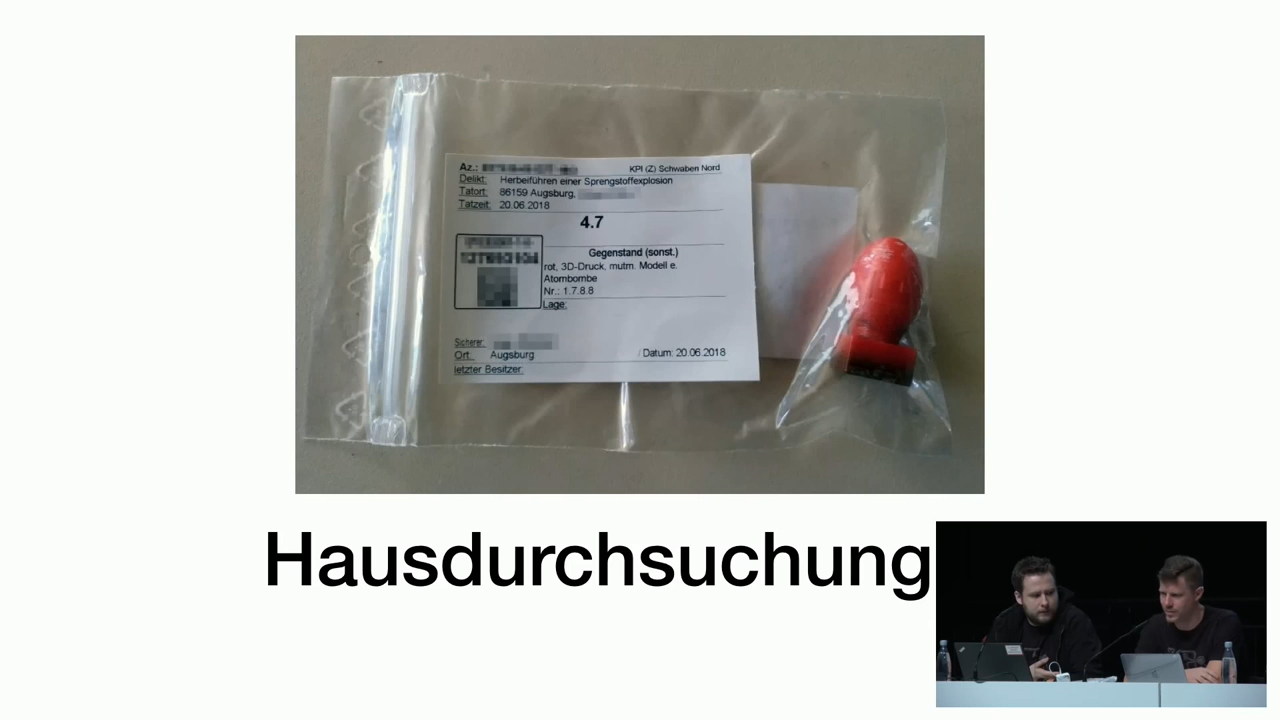 Az.:
KPI (Z) Schwaben Nord
Delikt: Herbeiführen einer Sprengstoffexplosion
Tatort: 86159 Augsburg,
Tatzeit: 20.06.2018
4.7
Gegenstand (sonst.)
rot, 3D-Druck, mutm. Modell e.
Atombombe
Nr.: 1.7.8.8
Lage:
Sicherer:
Ort: Augsburg
Datum: 20.06.2018
letzter Besitzer:
Hausdurchsuchung